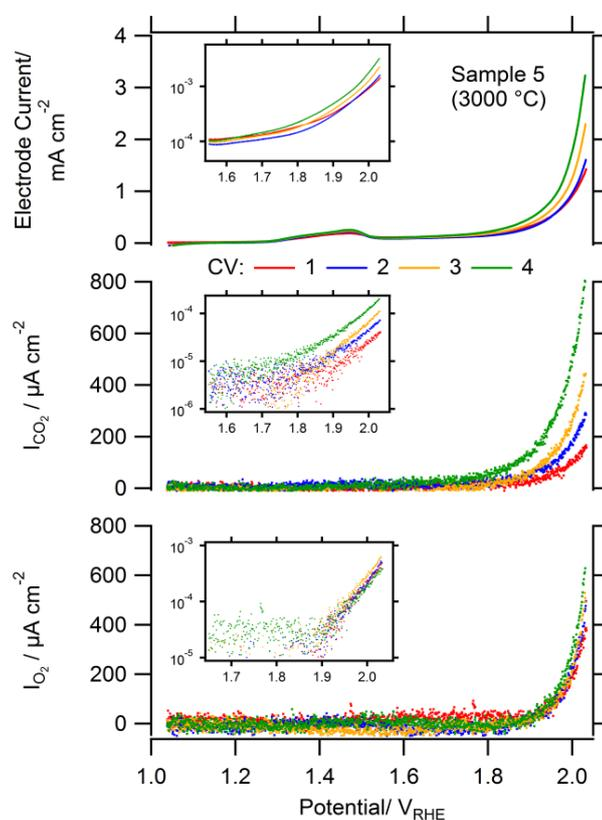 4
3
2
1
0
Electrode Current/
mA cm⁻²
Sample 5
(3000 °C)
10⁻³
10⁻⁴
1.6 1.7 1.8 1.9 2.0
CV: 1 2 3 4
800
600
400
200
0
I_CO₂ / µA cm⁻²
10⁻⁴
10⁻⁵
10⁻⁶
1.6 1.7 1.8 1.9 2.0
800
600
400
200
0
I_O₂ / µA cm⁻²
10⁻³
10⁻⁴
10⁻⁵
1.7 1.8 1.9 2.0
1.0 1.2 1.4 1.6 1.8 2.0
Potential/ V_RHE